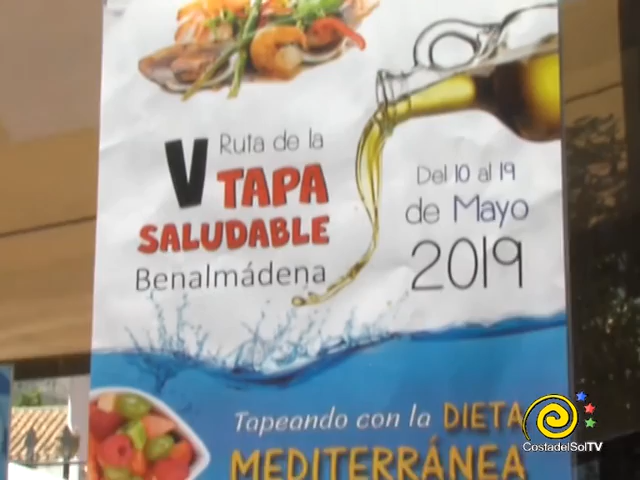 V Ruta de la
TAPA
SALUDABLE
Benalmádena
Del 10 al 19
de Mayo
2019
Tapeando con la DIETA
MEDITERRÁNEA
CostadelSolTV